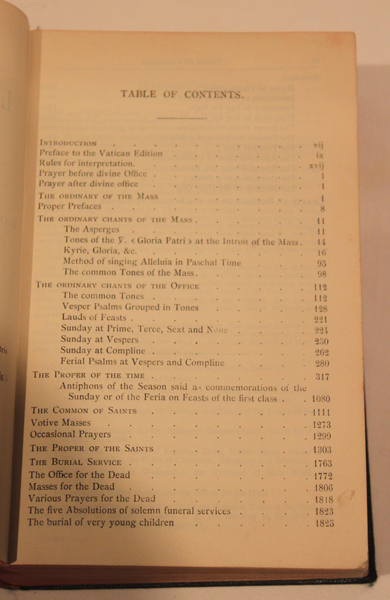 TABLE OF CONTENTS.
INTRODUCTION . . . . . . . . vij
Preface to the Vatican Edition . . . . . . ix
Rules for interpretation. . . . . . . xvij
Prayer before divine Office . . . . . . 1
Prayer after divine office . . . . . . 1
THE ORDINARY OF THE MASS . . . . . . 1
Proper Prefaces . . . . . . . 8
THE ORDINARY CHANTS OF THE MASS. . . . . . 11
The Asperges . . . . . . . 11
Tones of the ℣. « Gloria Patri » at the Introit of the Mass. . 14
Kyrie, Gloria, &c. . . . . . . 16
Method of singing Alleluia in Paschal Time . . . 95
The common Tones of the Mass. . . . . 98
THE ORDINARY CHANTS OF THE OFFICE . . . . . 112
The common Tones . . . . . . 112
Vesper Psalms Grouped in Tones . . . . 128
Lauds of Feasts . . . . . . . 221
Sunday at Prime, Terce, Sext and None . . . . 224
Sunday at Vespers . . . . . . 250
Sunday at Compline . . . . . . 262
Ferial Psalms at Vespers and Compline . . . . 280
THE PROPER OF THE TIME . . . . . . 317
Antiphons of the Season said as commemorations of the
Sunday or of the Feria on Feasts of the first class . . 1080
THE COMMON OF SAINTS . . . . . . 1111
Votive Masses . . . . . . . 1273
Occasional Prayers . . . . . . . 1299
THE PROPER OF THE SAINTS . . . . . . 1303
THE BURIAL SERVICE . . . . . . . 1763
The Office for the Dead . . . . . . 1772
Masses for the Dead . . . . . . . 1806
Various Prayers for the Dead . . . . . 1818
The five Absolutions of solemn funeral services . . . 1823
The burial of very young children . . . . . 1825